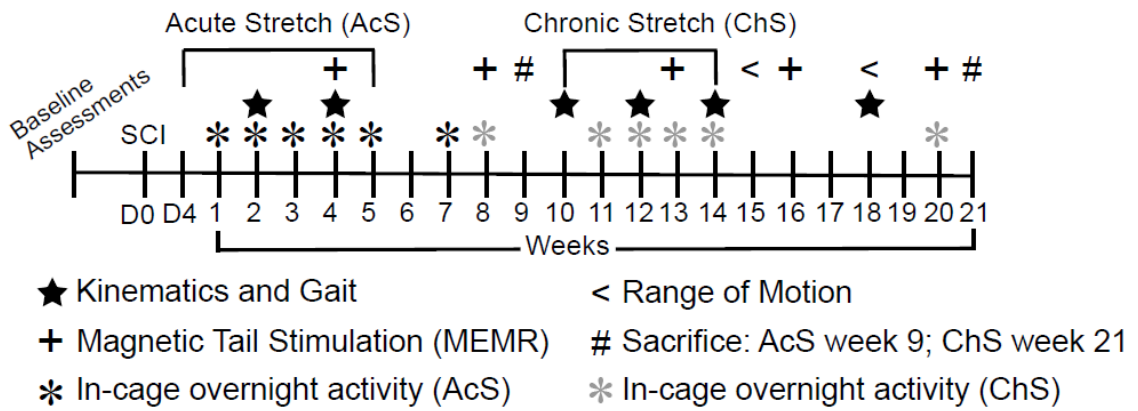 Acute Stretch (AcS) Chronic Stretch (ChS)
+ + # + < + < + #
Baseline
Assessments
★ ★ ★ ★ ★ ★
SCI * * * * * * * * * * * *
D0 D4 1 2 3 4 5 6 7 8 9 10 11 12 13 14 15 16 17 18 19 20 21
Weeks
★ Kinematics and Gait < Range of Motion
+ Magnetic Tail Stimulation (MEMR) # Sacrifice: AcS week 9; ChS week 21
* In-cage overnight activity (AcS) * In-cage overnight activity (ChS)